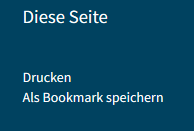 Diese Seite
Drucken
Als Bookmark speichern